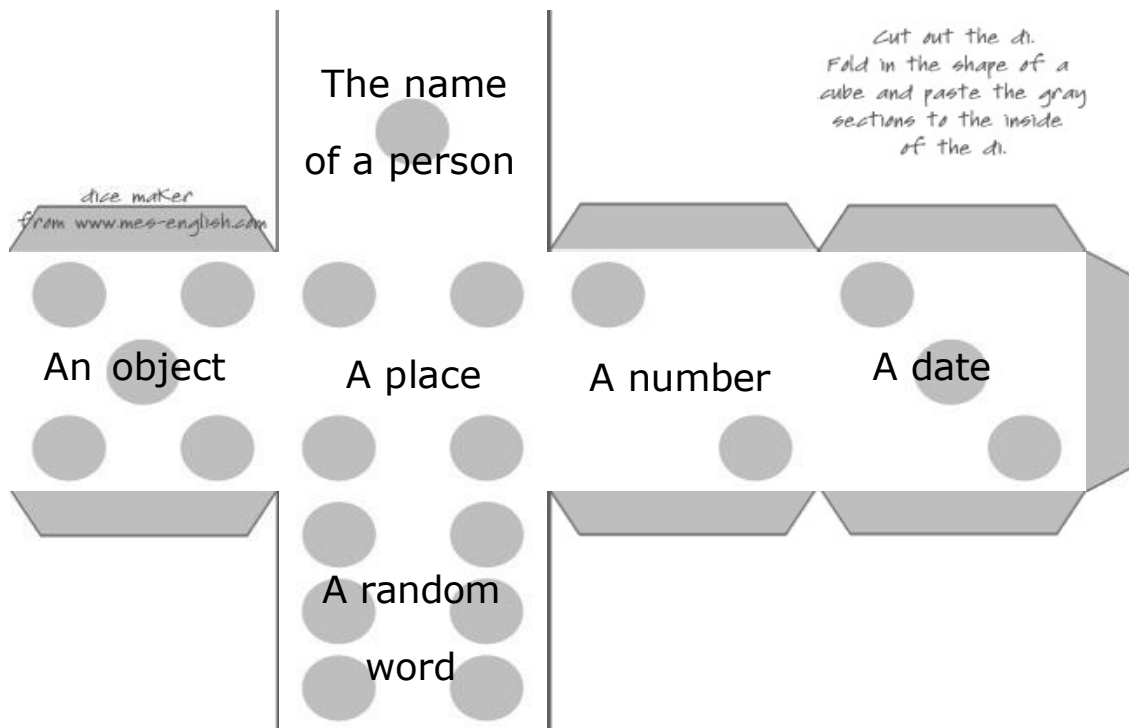 The name
of a person
Cut out the di.
Fold in the shape of a
cube and paste the gray
sections to the inside
of the di.
dice maker
from www.mes-english.com
An object
A place
A number
A date
A random
word